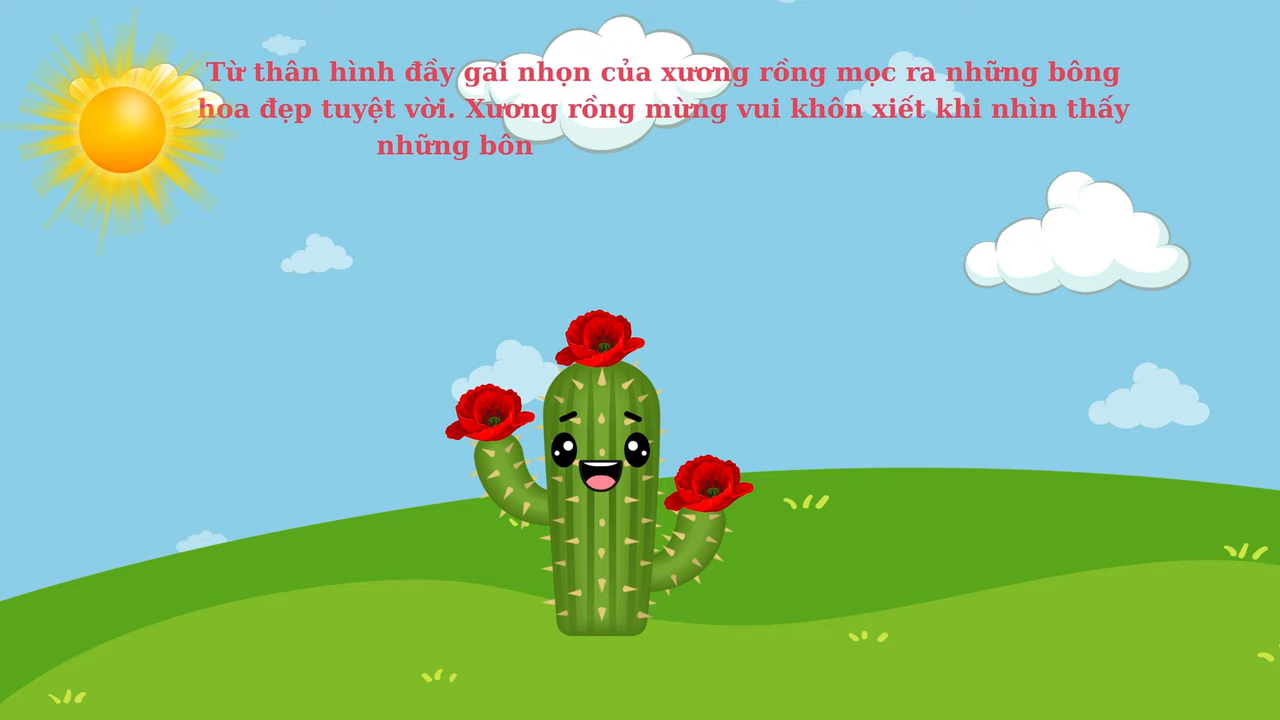 Từ thân hình đầy gai nhọn của xương rồng mọc ra những bông
hoa đẹp tuyệt vời. Xương rồng mừng vui khôn xiết khi nhìn thấy
những bôn